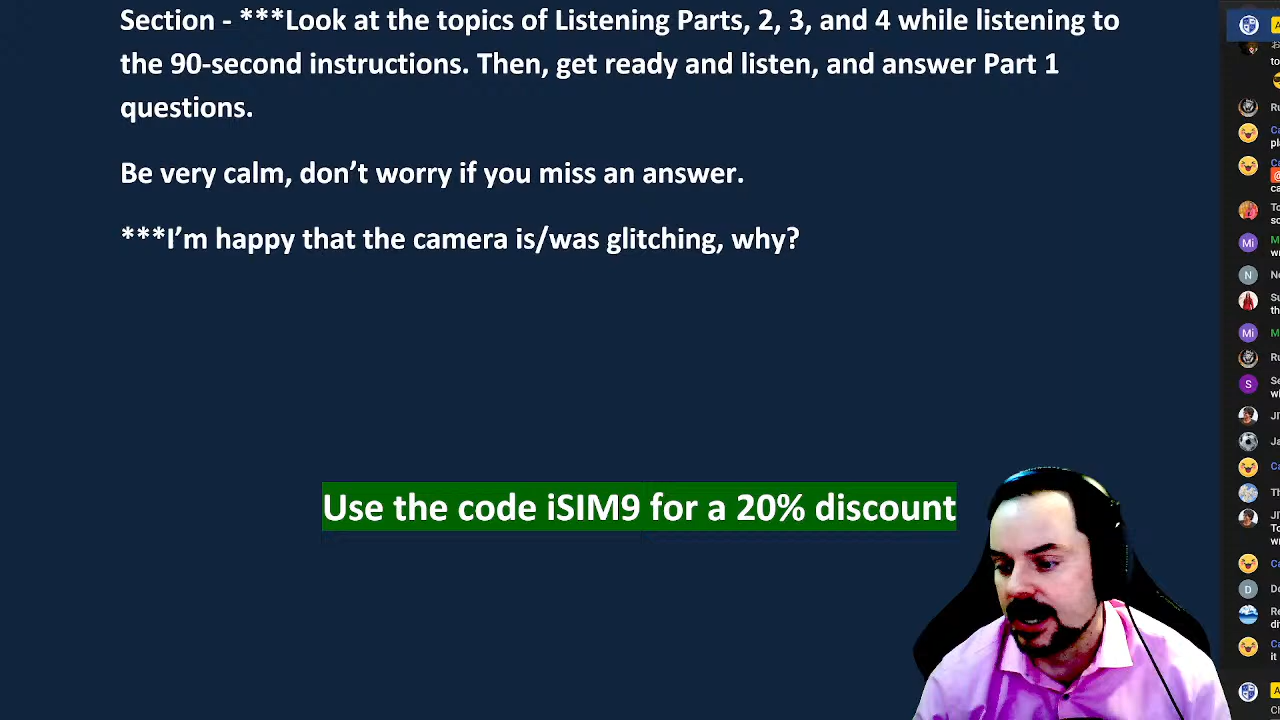 Section - ***Look at the topics of Listening Parts, 2, 3, and 4 while listening to
the 90-second instructions. Then, get ready and listen, and answer Part 1
questions.
Be very calm, don’t worry if you miss an answer.
***I’m happy that the camera is/was glitching, why?
Use the code iSIM9 for a 20% discount